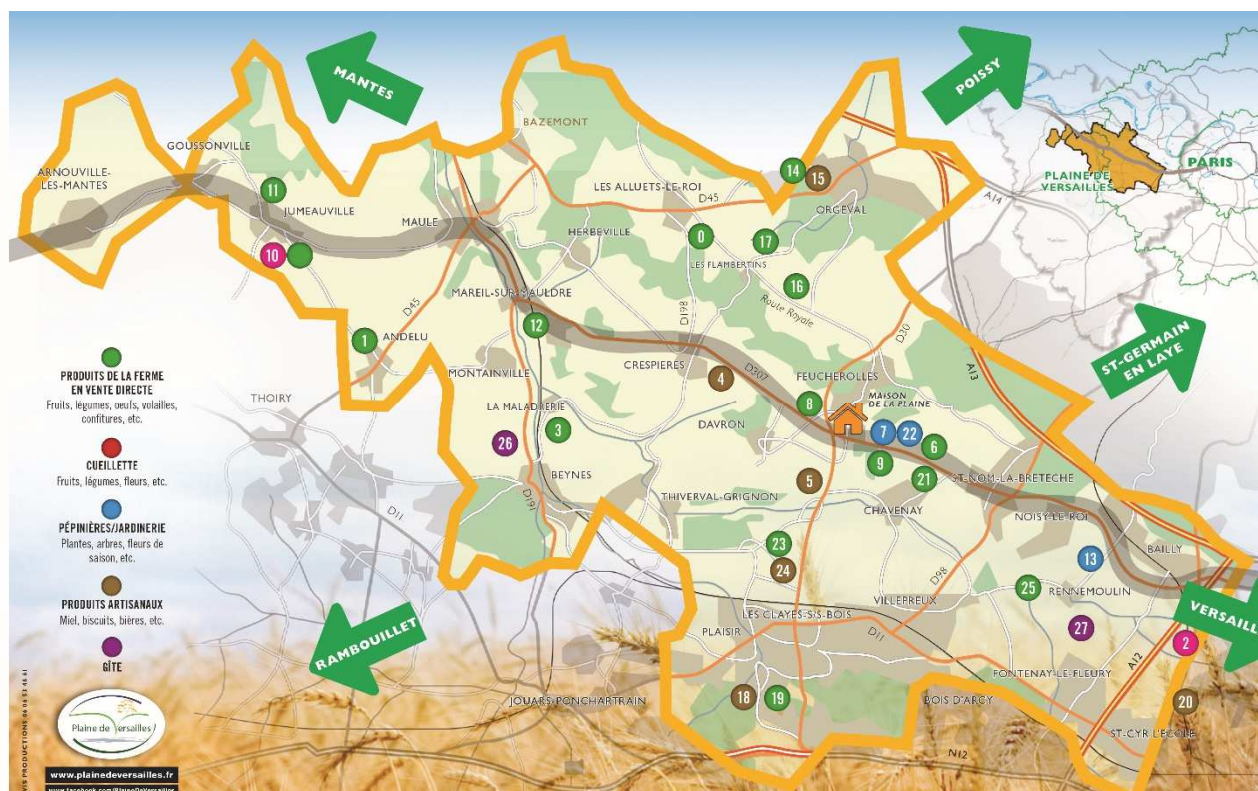 MANTES
POISSY
BAZEMONT
GOUSSONVILLE
ARNOUVILLE-
LES-MANTES
PARIS
PLAINE DE
VERSAILLES
14
15
A14
11
LES ALLUETS-LE-ROI
D45
JUMEAUVILLE
ORGEVAL
MAULE
HERBEVILLE
0
17
10
LES FLAMBERTINS
MAREIL-SUR-MAULDRE
16
D45
D198
Route Royale
12
D30
ST-GERMAIN
EN LAYE
1
ANDELU
A13
CRESPIERES
D307
FEUCHEROLLES
PRODUITS DE LA FERME
EN VENTE DIRECTE
Fruits, légumes, oeufs, volailles,
confitures, etc.
MONTAINVILLE
4
THOIRY
LA MALADRERIE
8
MAISON
DE LA PLAINE
3
DAVRON
7
22
6
26
CUEILLETTE
Fruits, légumes, fleurs, etc.
9
BEYNES
5
21
ST-NOM-LA-BRETECHE
THIVERVAL-GRIGNON
CHAVENAY
NOISY-LE-ROI
D11
D191
PÉPINIÈRES/JARDINERIE
Plantes, arbres, fleurs de
saison, etc.
23
BAILLY
24
13
D98
25
RENNEMOULIN
PRODUITS ARTISANAUX
Miel, biscuits, bières, etc.
VILLEPREUX
LES CLAYES-S/S-BOIS
VERSAILL
PLAISIR
D11
27
2
RAMBOUILLET
GÎTE
A12
FONTENAY-LE-FLEURY
JOUARS-PONCHARTRAIN
18
19
BOIS D'ARCY
20
ST-CYR L'ECOLE
Plaine de Versailles
N12
www.plainedeversailles.fr
www.facebook.com/PlaineDeVersailles